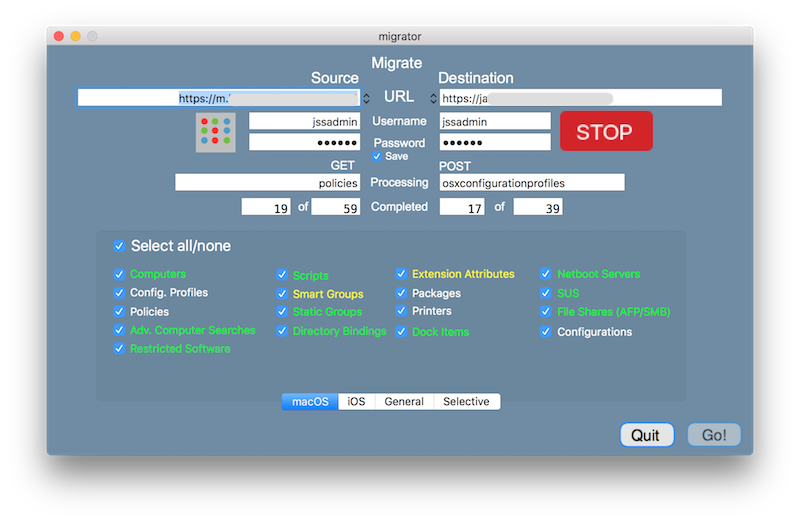 migrator
Migrate
Source Destination
https://m. URL https://ja
jssadmin Username jssadmin
•••••• Password ••••••
Save
STOP
GET POST
policies Processing osxconfigurationprofiles
19 of 59 Completed 17 of 39
Select all/none
Computers Scripts Extension Attributes Netboot Servers
Config. Profiles Smart Groups Packages SUS
Policies Static Groups Printers File Shares (AFP/SMB)
Adv. Computer Searches Directory Bindings Dock Items Configurations
Restricted Software
macOS iOS General Selective
Quit Go!